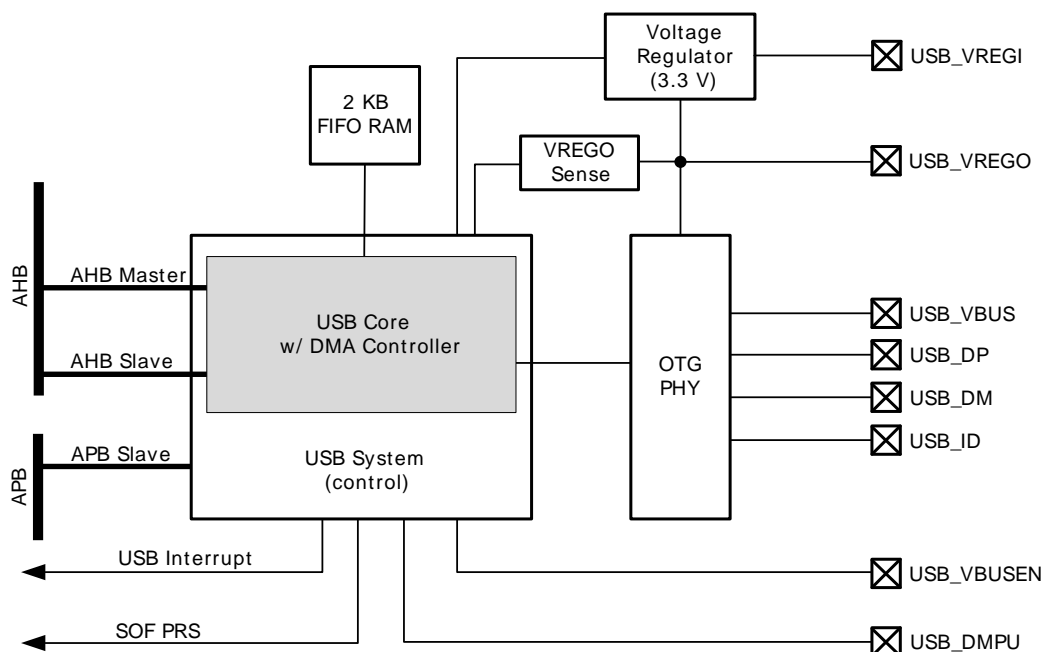 Voltage
Regulator
(3.3 V)
USB_VREGI
2 KB
FIFO RAM
VREGO
Sense
USB_VREGO
AHB
AHB Master
USB Core
w/ DMA Controller
AHB Slave
OTG
PHY
USB_VBUS
USB_DP
USB_DM
USB_ID
APB
APB Slave
USB System
(control)
USB Interrupt
USB_VBUSEN
SOF PRS
USB_DMPU